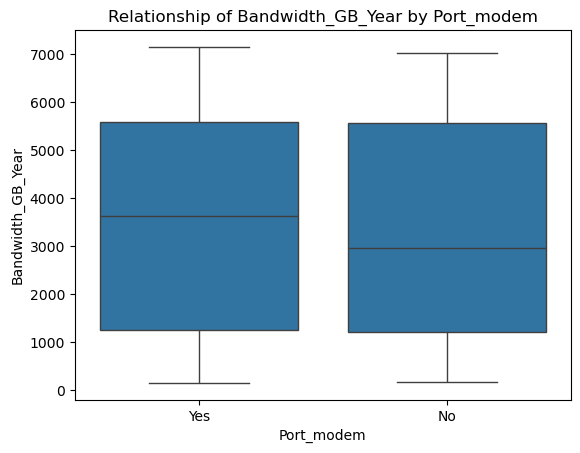 Relationship of Bandwidth_GB_Year by Port_modem
7000
6000
5000
4000
3000
2000
1000
0
Bandwidth_GB_Year
Yes
No
Port_modem